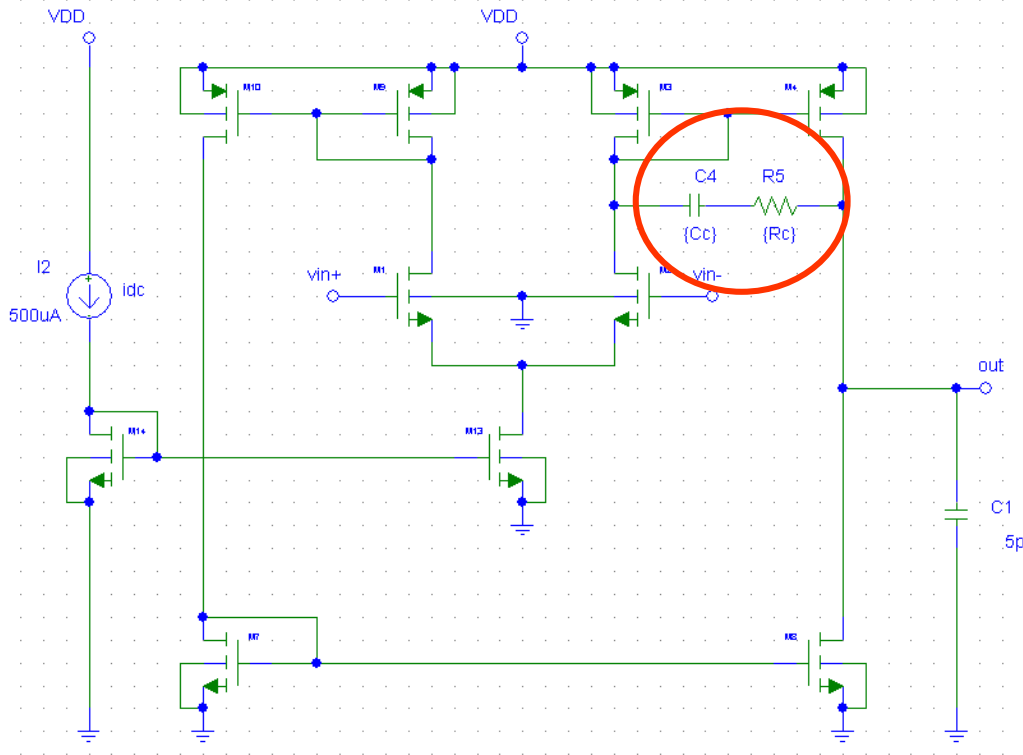 VDD
VDD
M10
M9
M3
M4
C4
R5
{Cc}
{Rc}
I2
idc
500uA
vin+
M1
vin-
out
M14
M13
C1
5p
M7